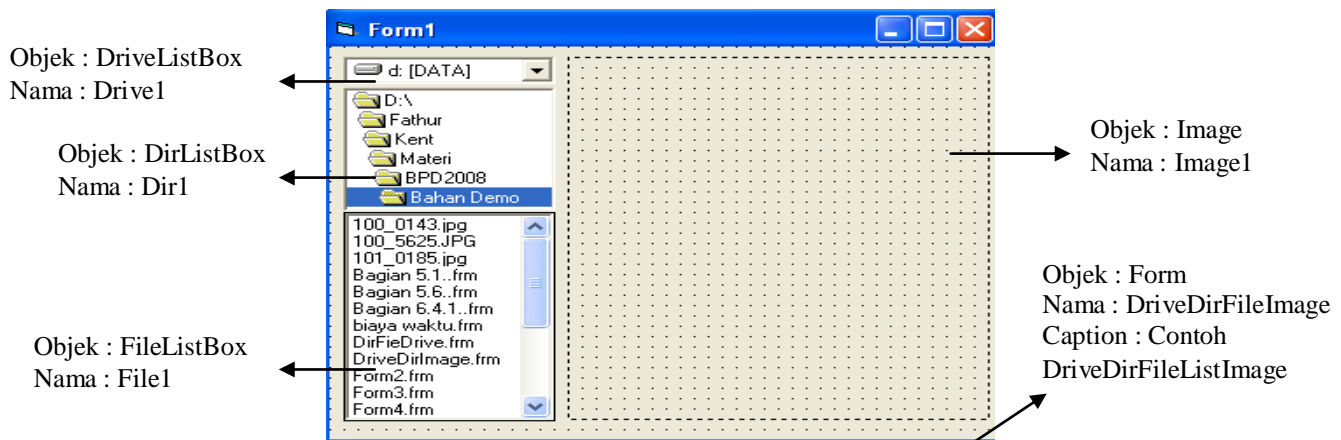 Form1
Objek : DriveListBox
Nama : Drive1
Objek : DirListBox
Nama : Dir1
Objek : FileListBox
Nama : File1
d: [DATA]
D:\
Fathur
Kent
Materi
BPD2008
Bahan Demo
100_0143.jpg
100_5625.JPG
101_0185.jpg
Bagian 5.1..frm
Bagian 5.6..frm
Bagian 6.4.1..frm
biaya waktu.frm
DirFieDrive.frm
DriveDirImage.frm
Form2.frm
Form3.frm
Form4.frm
Objek : Image
Nama : Image1
Objek : Form
Nama : DriveDirFileImage
Caption : Contoh
DriveDirFileListImage